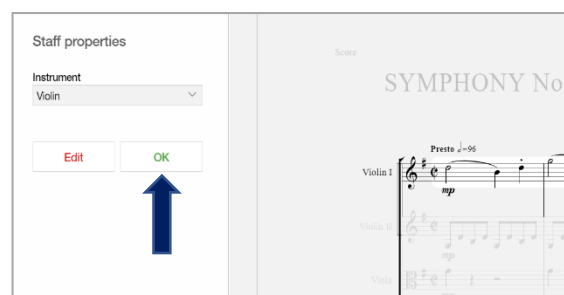 Staff properties
Instrument
Violin
Edit
OK
Score
SYMPHONY No
Presto ♩=96
Violin I
mp
Violin II
mp
Viola